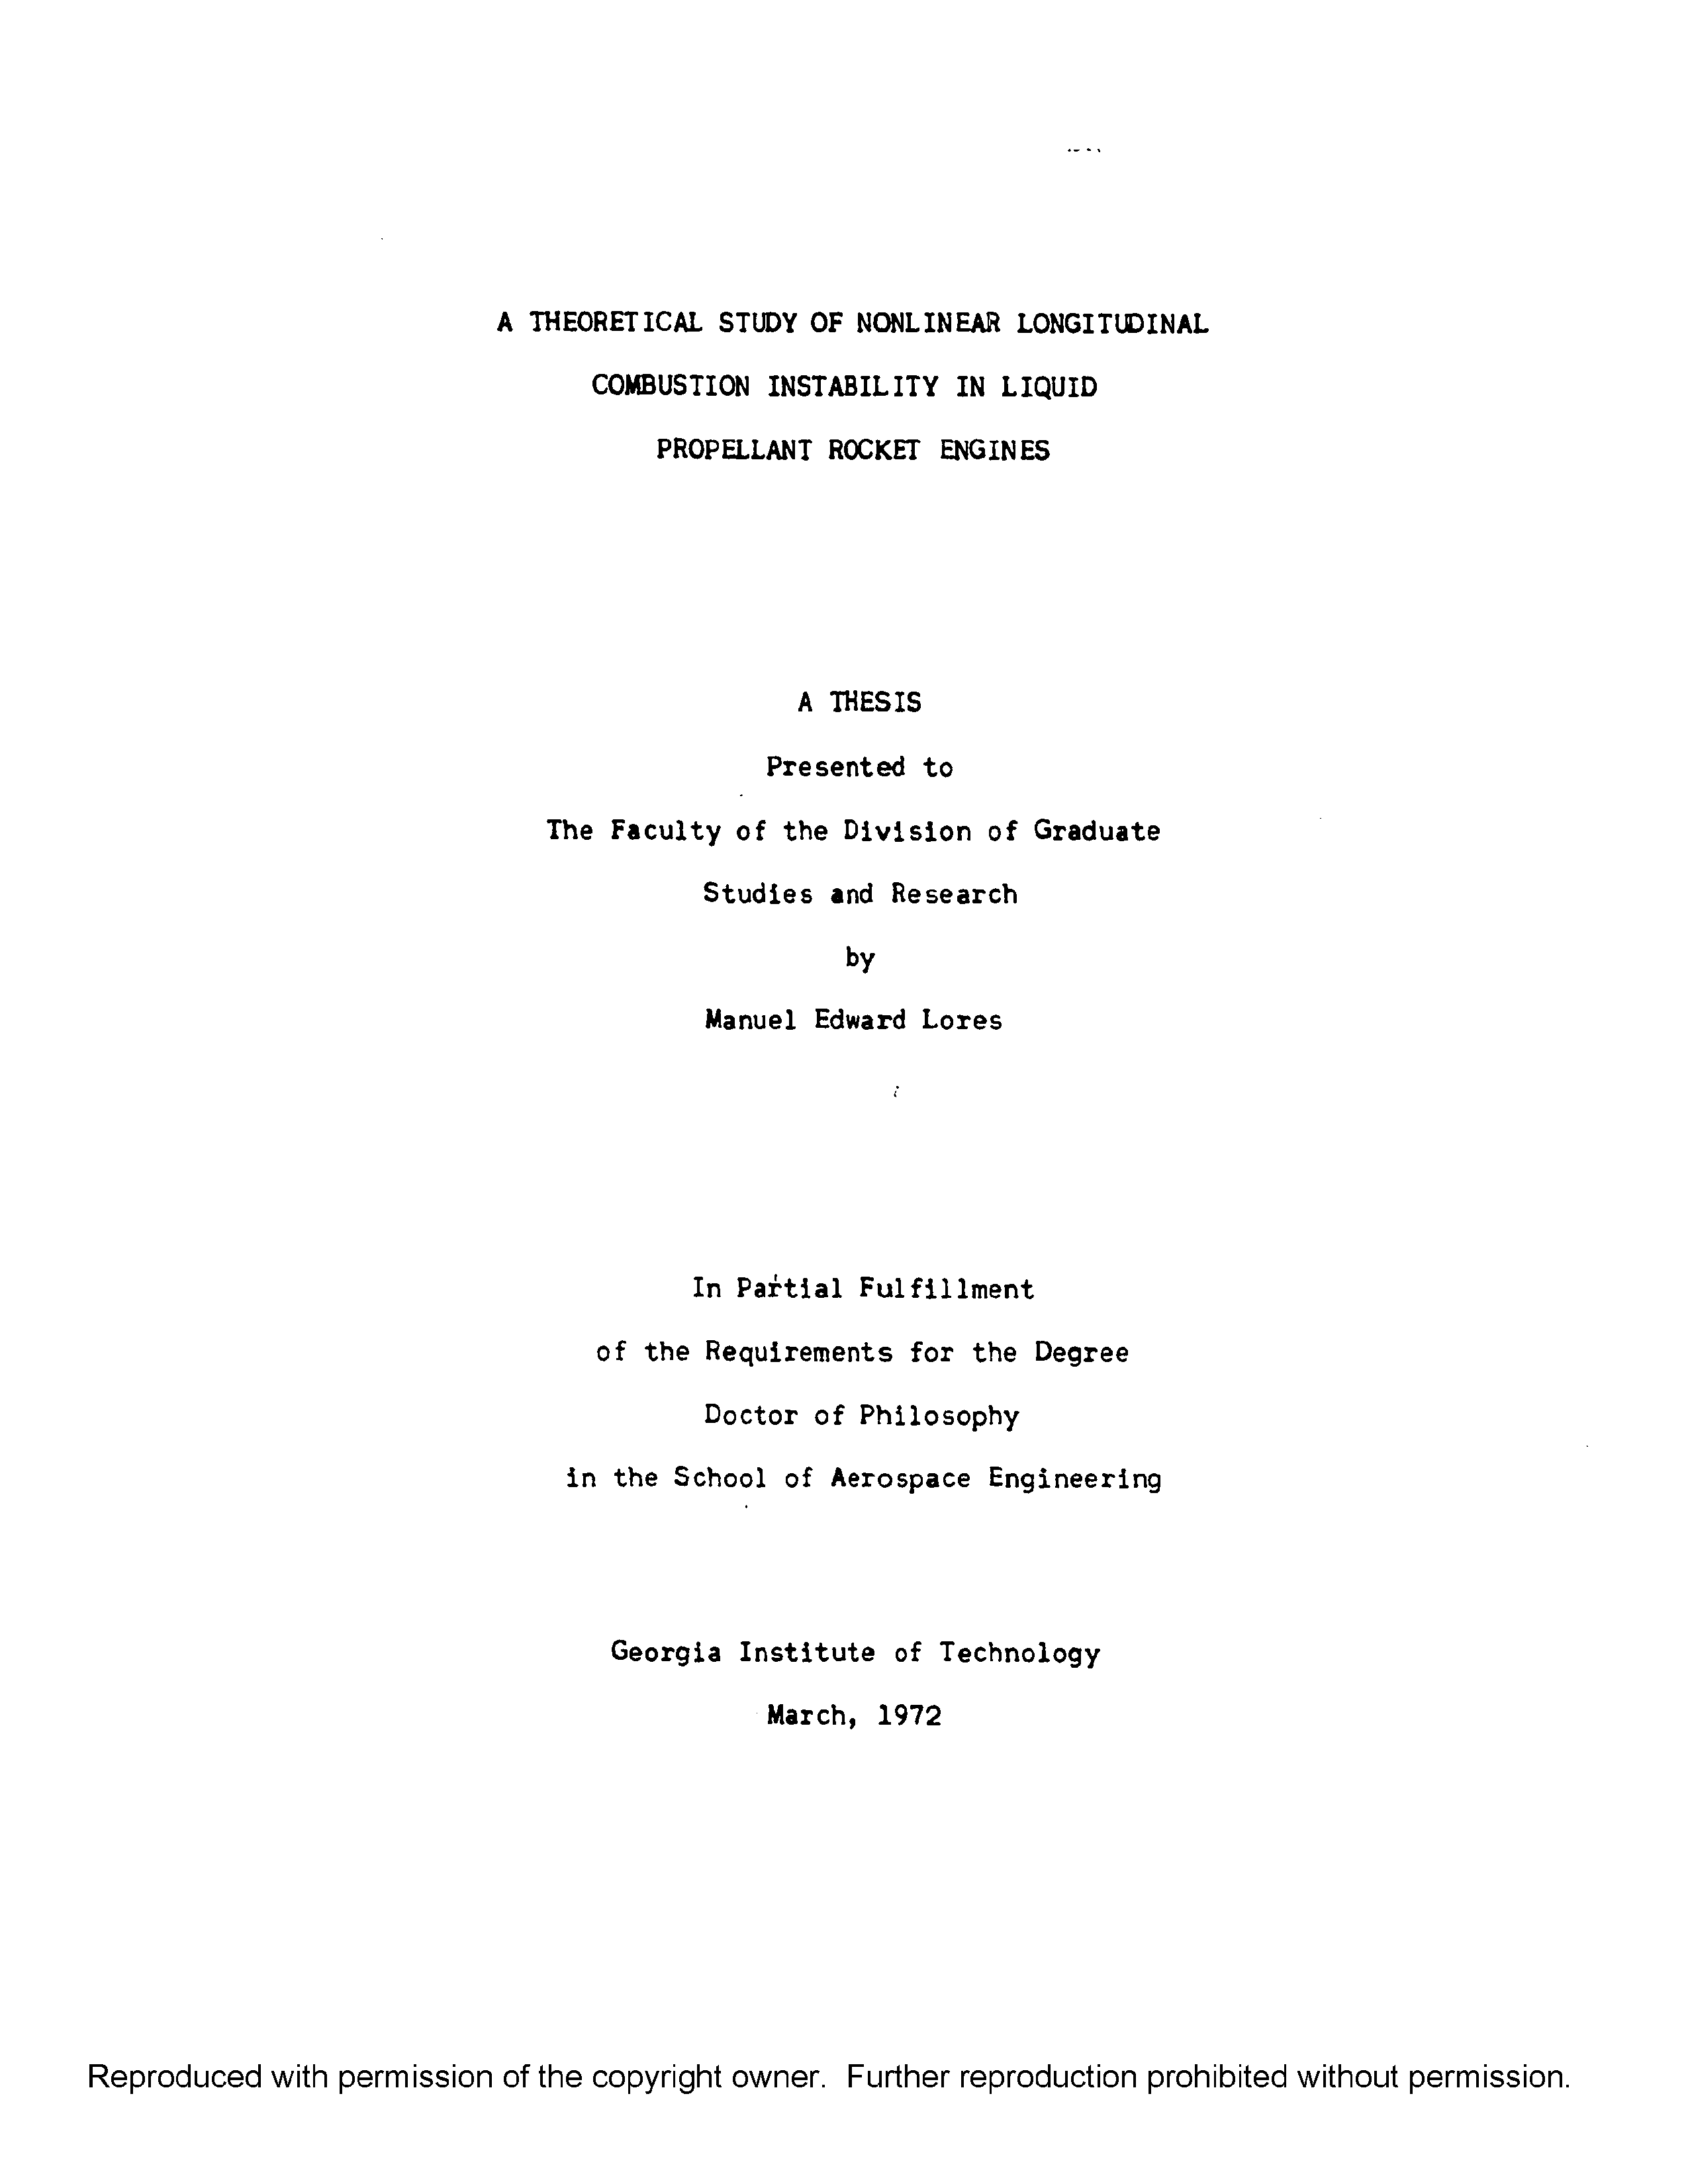 A THEORETICAL STUDY OF NONLINEAR LONGITUDINAL
COMBUSTION INSTABILITY IN LIQUID
PROPELLANT ROCKET ENGINES
A THESIS
Presented to
The Faculty of the Division of Graduate
Studies and Research
by
Manuel Edward Lores
In Partial Fulfillment
of the Requirements for the Degree
Doctor of Philosophy
in the School of Aerospace Engineering
Georgia Institute of Technology
March, 1972
Reproduced with permission of the copyright owner. Further reproduction prohibited without permission.